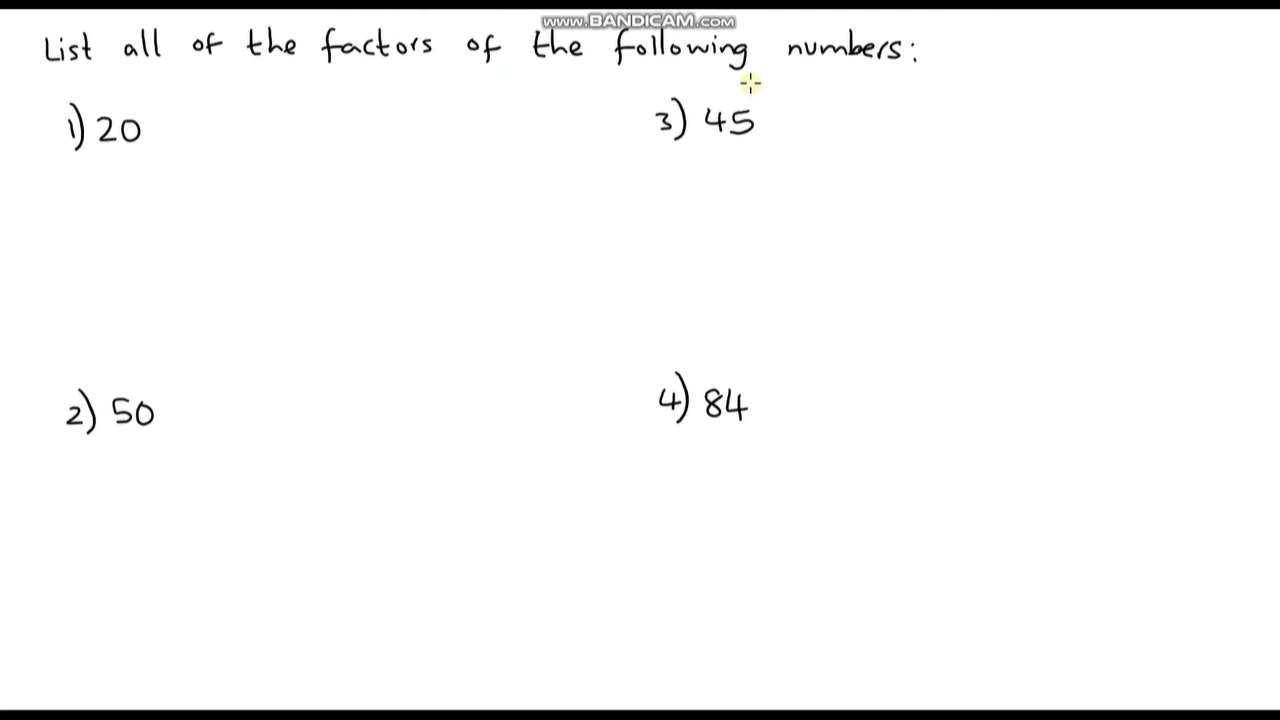 www.BANDICAM.com
List all of the factors of the following numbers:
1) 20
3) 45
2) 50
4) 84